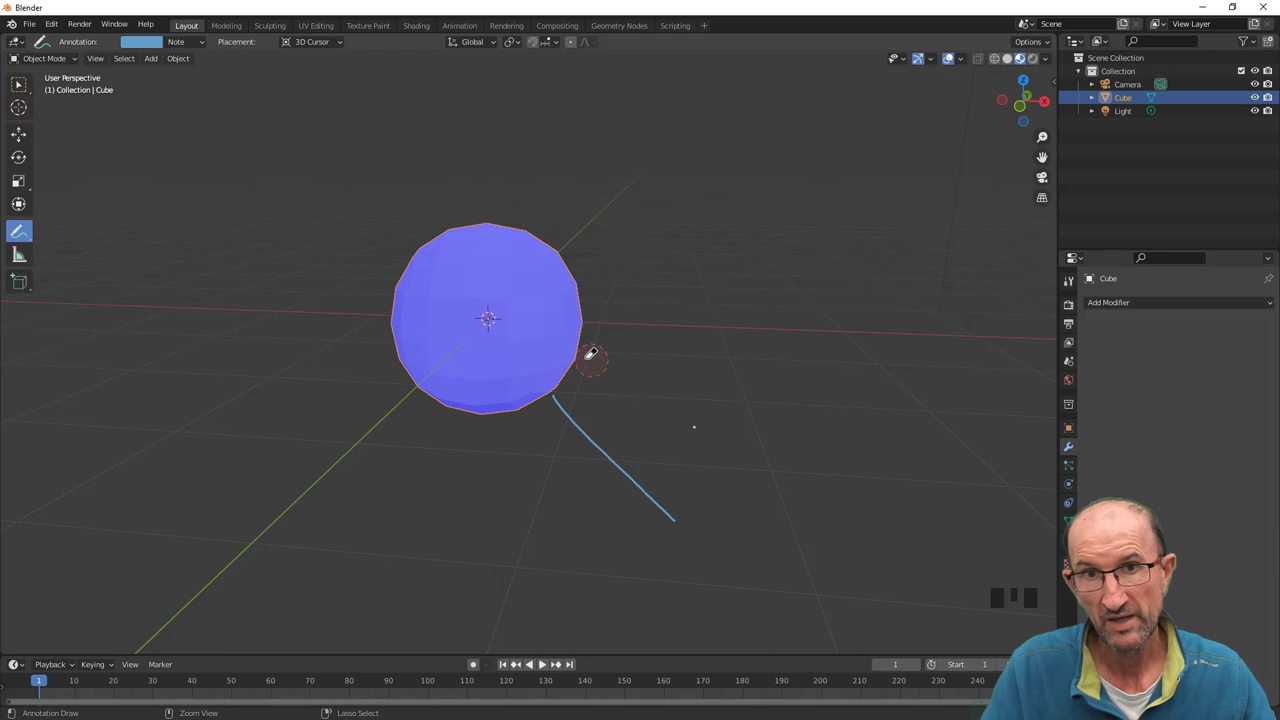 Blender
File Edit Render Window Help Layout Modeling Sculpting UV Editing Texture Paint Shading Animation Rendering Compositing Geometry Nodes Scripting + Scene View Layer
Annotation: Note Placement: 3D Cursor Global Options
Object Mode View Select Add Object
User Perspective
(1) Collection | Cube
Z
Y
X
Scene Collection
Collection
Camera
Cube
Light
Cube
Add Modifier
Playback Keying View Marker 1 Start 1
1 10 20 30 40 50 60 70 80 90 100 110 120 130 140 150 160 170 180 190 200 210 220 230 240
Annotation Draw Zoom View Lasso Select